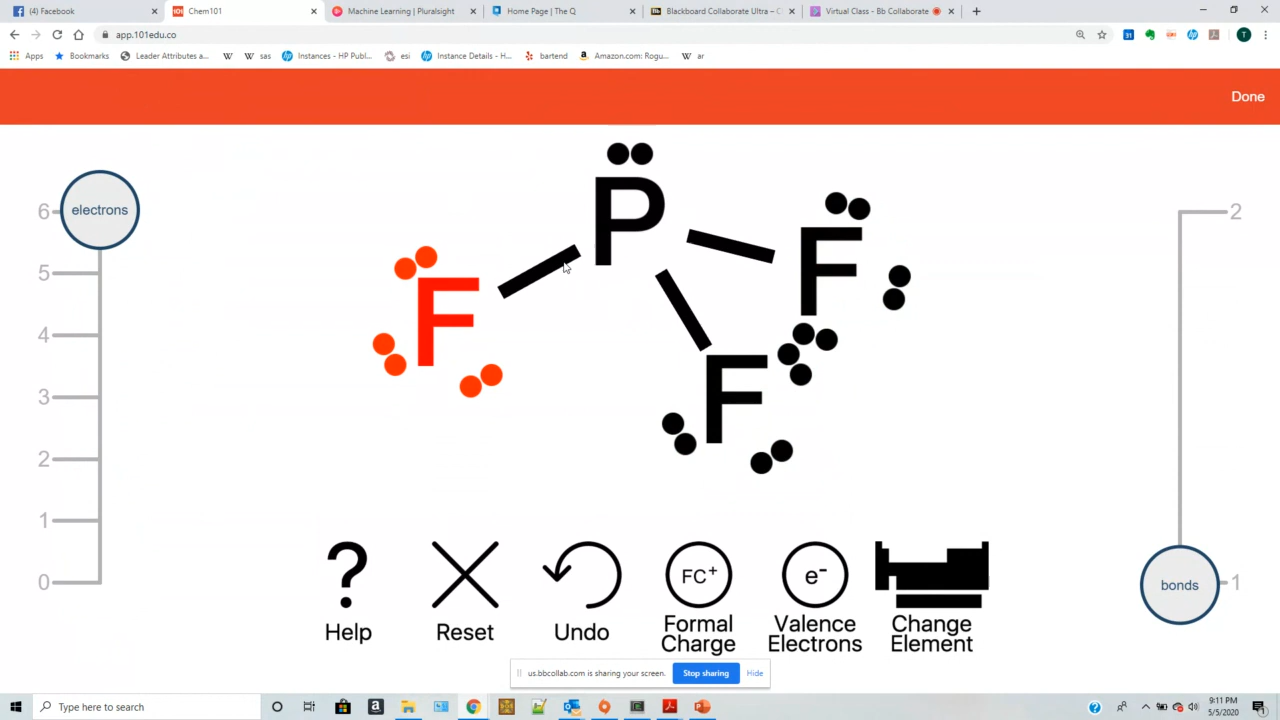 (4) Facebook
Chem101
Machine Learning | Pluralsight
Home Page | The Q
Blackboard Collaborate Ultra – C
Virtual Class - Bb Collaborate
app.101edu.co
Apps
Bookmarks
Leader Attributes a...
W
W sas
Instances - HP Publ...
esi
Instance Details - H...
bartend
Amazon.com: Rogu...
W ar
Done
electrons
6
5
4
3
2
1
0
P
F
F
F
2
bonds
1
?
FC+
e−
Help
Reset
Undo
Formal
Charge
Valence
Electrons
Change
Element
us.bbcollab.com is sharing your screen.
Stop sharing
Hide
Type here to search
9:11 PM
5/5/2020